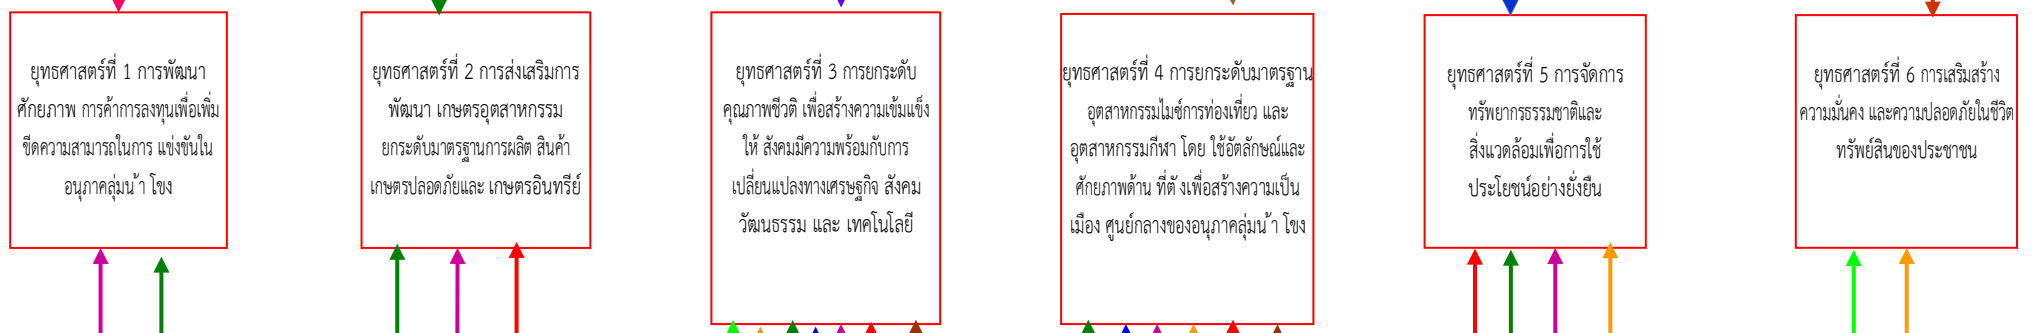 ยุทธศาสตร์ที่ 1 การพัฒนา
ศักยภาพ การค้าการลงทุนเพื่อเพิ่ม
ขีดความสามารถในการ แข่งขันใน
อนุภาคลุ่มน ้า โขง
ยุทธศาสตร์ที่ 2 การส่งเสริมการ
พัฒนา เกษตรอุตสาหกรรม
ยกระดับมาตรฐานการผลิต สินค้า
เกษตรปลอดภัยและ เกษตรอินทรีย์
ยุทธศาสตร์ที่ 3 การยกระดับ
คุณภาพชีวติ เพื่อสร้างความเข้มแข็ง
ให้ สังคมมีความพร้อมกับการ
เปลี่ยนแปลงทางเศรษฐกิจ สังคม
วัฒนธรรม และ เทคโนโลยี
ยุทธศาสตร์ที่ 4 การยกระดับมาตรฐาน
อุตสาหกรรมไมซ์การท่องเที่ยว และ
อุตสาหกรรมกีฬา โดย ใช้อัตลักษณ์และ
ศักยภาพด้าน ที่ตั งเพื่อสร้างความเป็น
เมือง ศูนย์กลางของอนุภาคลุ่มน ้า โขง
ยุทธศาสตร์ที่ 5 การจัดการ
ทรัพยากรธรรมชาติและ
สิ่งแวดล้อมเพื่อการใช้
ประโยชน์อย่างยั่งยืน
ยุทธศาสตร์ที่ 6 การเสริมสร้าง
ความมั่นคง และความปลอดภัยในชีวิต
ทรัพย์สินของประชาชน